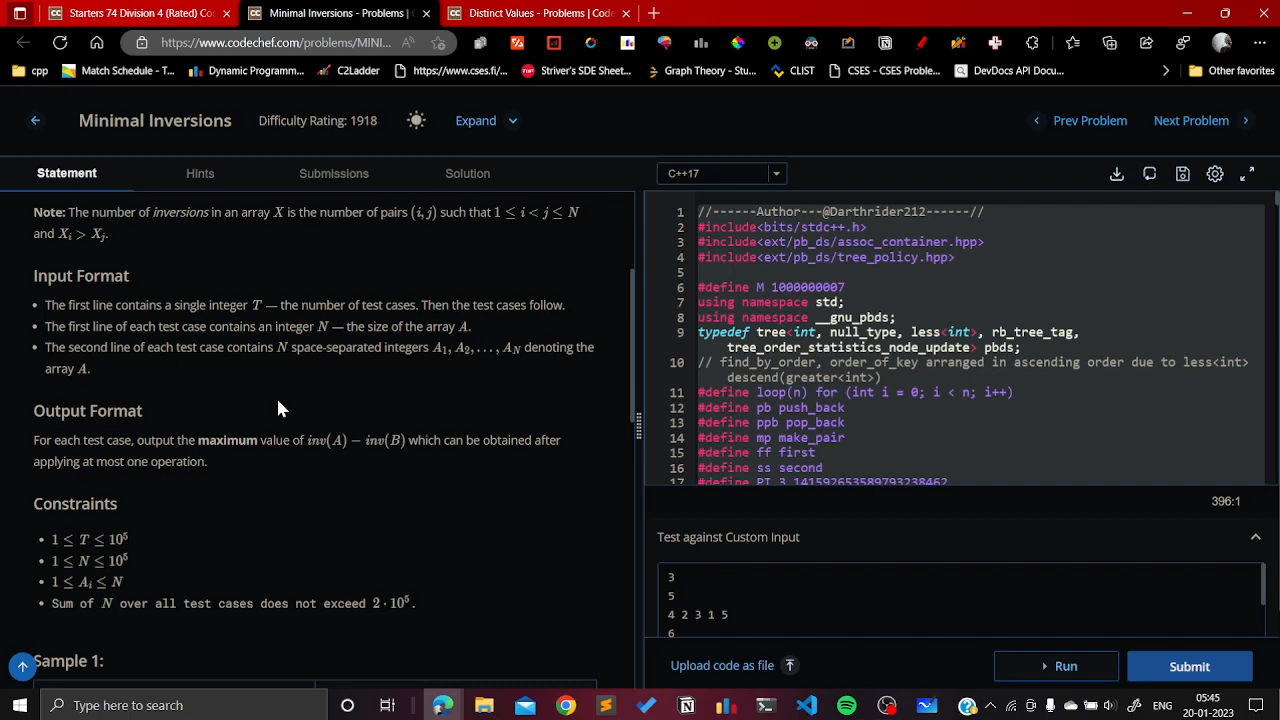 Starters 74 Division 4 (Rated) Co
Minimal Inversions - Problems |
Distinct Values - Problems | Code
https://www.codechef.com/problems/MINI...
cpp
Match Schedule - T...
Dynamic Programm...
C2Ladder
https://www.cses.fi/...
Striver's SDE Sheet...
Graph Theory - Stu...
CLIST
CSES - CSES Proble...
DevDocs API Docu...
Other favorites
Minimal Inversions
Difficulty Rating: 1918
Expand
Prev Problem
Next Problem
Statement
Hints
Submissions
Solution
Note: The number of inversions in an array X is the number of pairs (i, j) such that 1 ≤ i < j ≤ N
and Xi > Xj.
Input Format
• The first line contains a single integer T — the number of test cases. Then the test cases follow.
• The first line of each test case contains an integer N — the size of the array A.
• The second line of each test case contains N space-separated integers A1, A2, . . . , AN denoting the
array A.
Output Format
For each test case, output the maximum value of inv(A) − inv(B) which can be obtained after
applying at most one operation.
Constraints
• 1 ≤ T ≤ 10^5
• 1 ≤ N ≤ 10^5
• 1 ≤ Ai ≤ N
• Sum of N over all test cases does not exceed 2 · 10^5.
Sample 1:
C++17
1 //------Author---@Darthrider212------//
2 #include<bits/stdc++.h>
3 #include<ext/pb_ds/assoc_container.hpp>
4 #include<ext/pb_ds/tree_policy.hpp>
5
6 #define M 1000000007
7 using namespace std;
8 using namespace __gnu_pbds;
9 typedef tree<int, null_type, less<int>, rb_tree_tag,
tree_order_statistics_node_update> pbds;
10 // find_by_order, order_of_key arranged in ascending order due to less<int>
descend(greater<int>)
11 #define loop(n) for (int i = 0; i < n; i++)
12 #define pb push_back
13 #define ppb pop_back
14 #define mp make_pair
15 #define ff first
16 #define ss second
17 #define PI 3.141592653589793238462
396:1
Test against Custom Input
3
5
4 2 3 1 5
6
Upload code as file
Run
Submit
Type here to search
ENG
05:45
20-01-2023